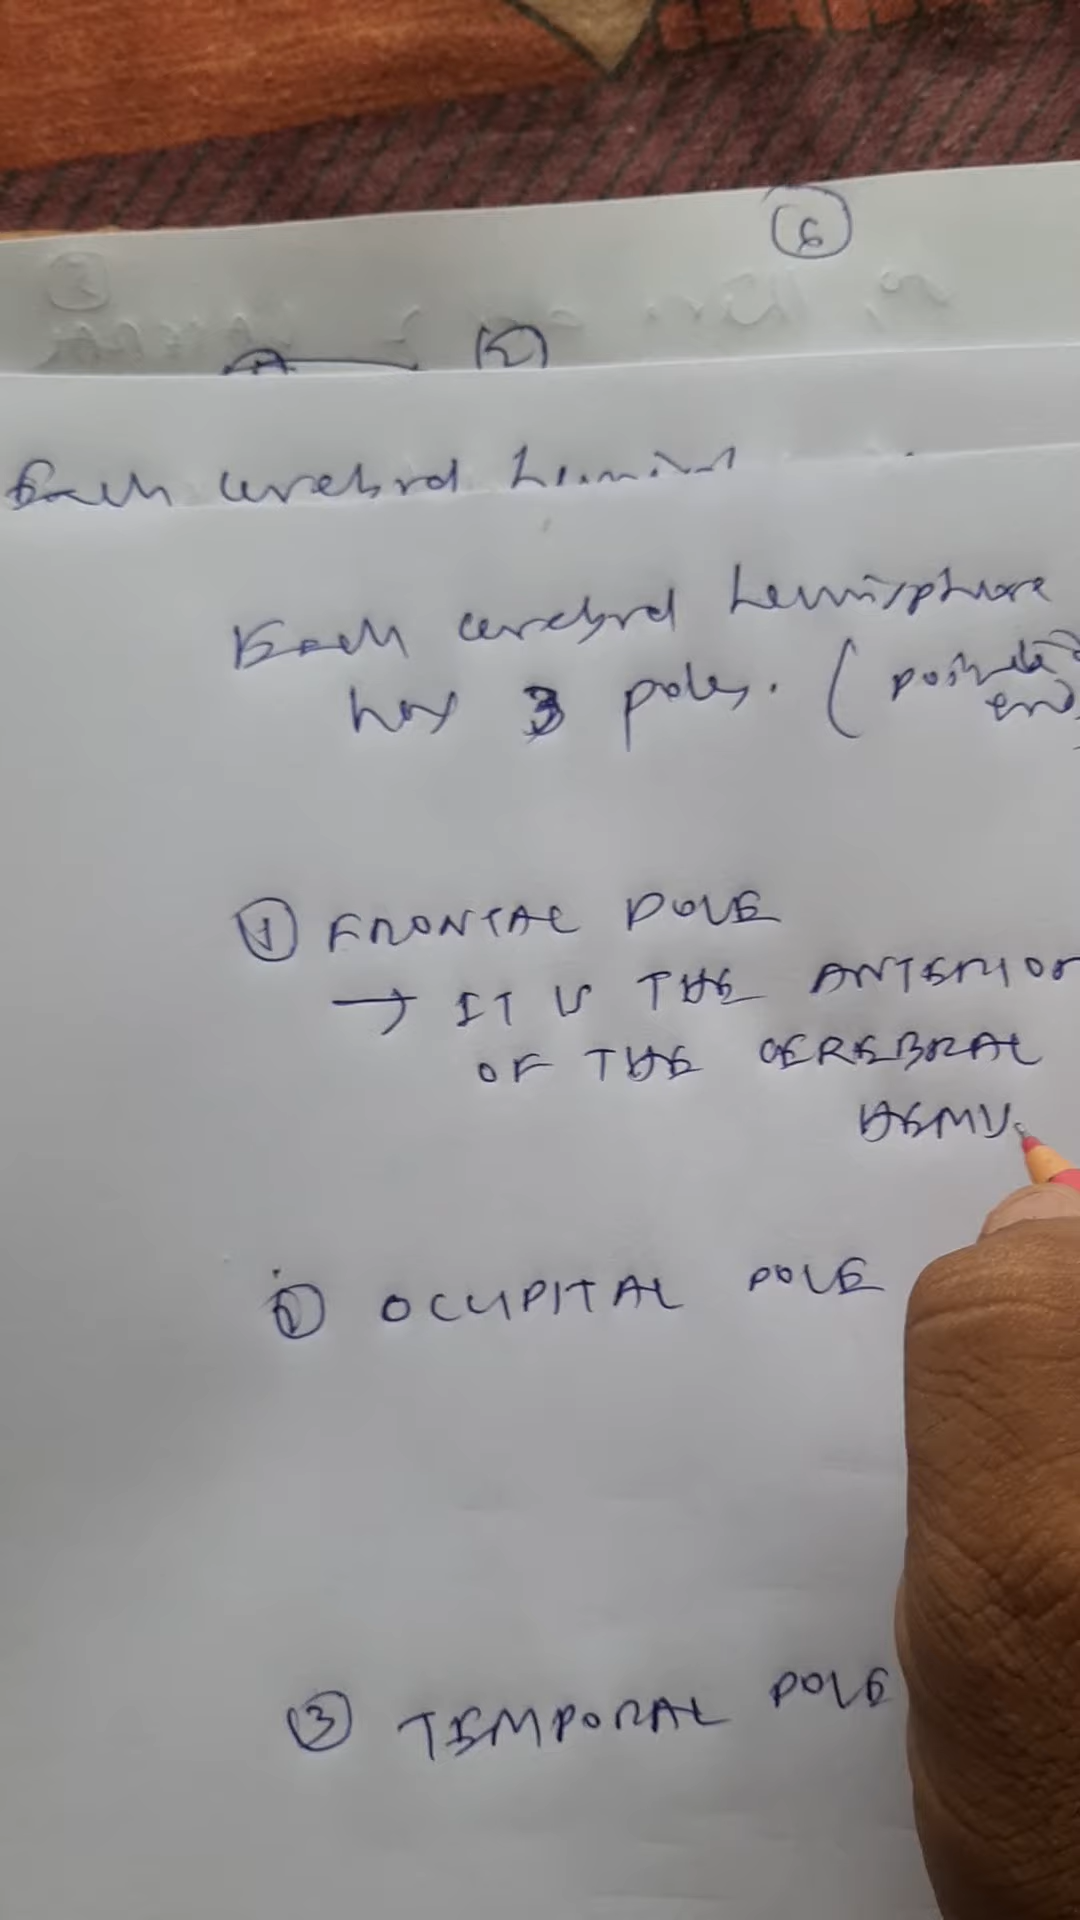 6
5
Each cerebral
Each cerebral hemisphere
has 3 poles. (pointed
end
① FRONTAL POLE
→ IT IS THE ANTERIOR
OF THE CEREBRAL
HEMIS
② OCCIPITAL POLE
③ TEMPORAL POLE